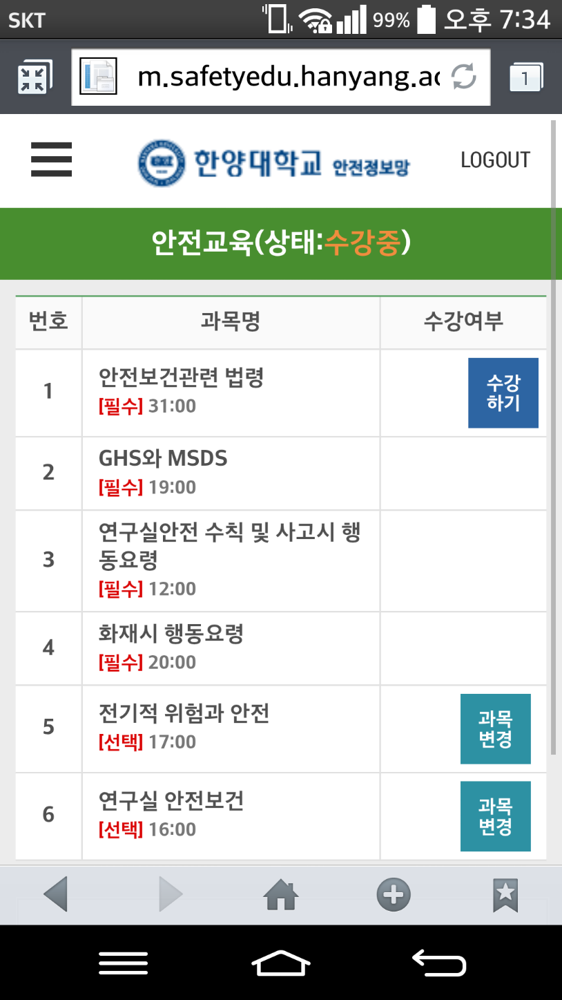 SKT 99% 오후 7:34
m.safetyedu.hanyang.ac 1
한양대학교 안전정보망 LOGOUT
안전교육(상태:수강중)
번호 과목명 수강여부
1 안전보건관련 법령
[필수] 31:00
수강
하기
2 GHS와 MSDS
[필수] 19:00
3 연구실안전 수칙 및 사고시 행
동요령
[필수] 12:00
4 화재시 행동요령
[필수] 20:00
5 전기적 위험과 안전
[선택] 17:00
과목
변경
6 연구실 안전보건
[선택] 16:00
과목
변경